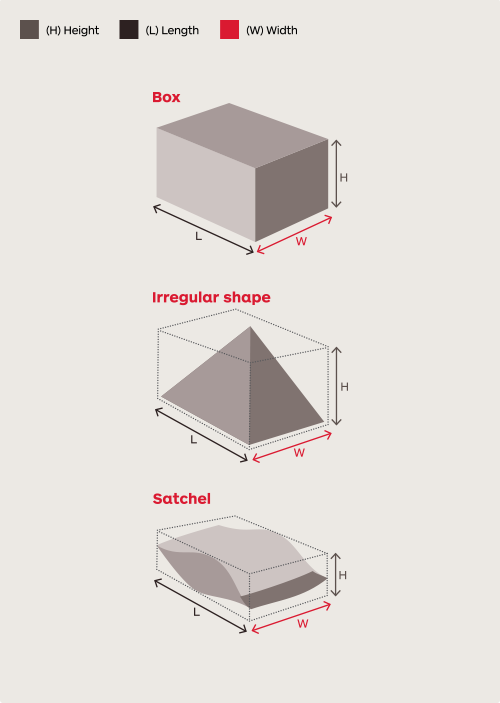 (H) Height (L) Length (W) Width
Box
H
L
W
Irregular shape
H
L
W
Satchel
H
L
W